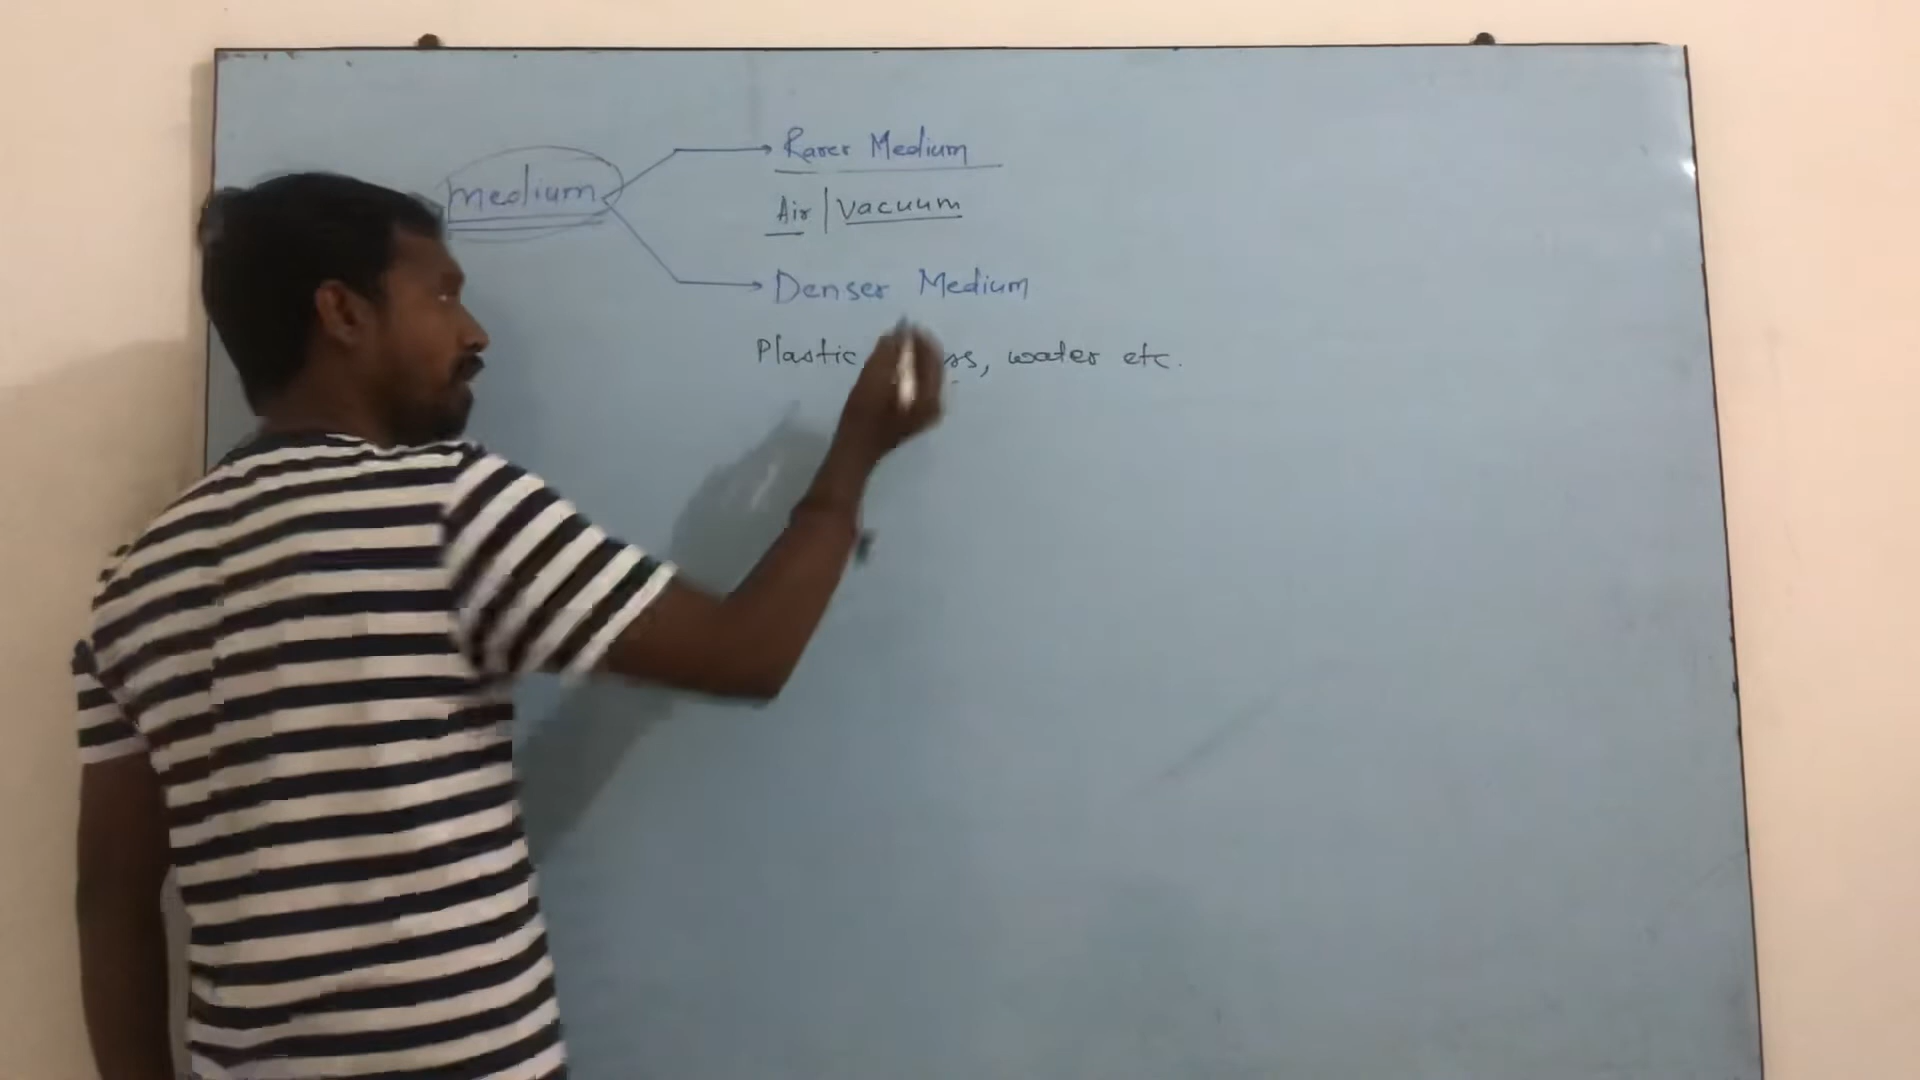 medium
Rarer Medium
Air | Vacuum
Denser Medium
Plastic, water etc.